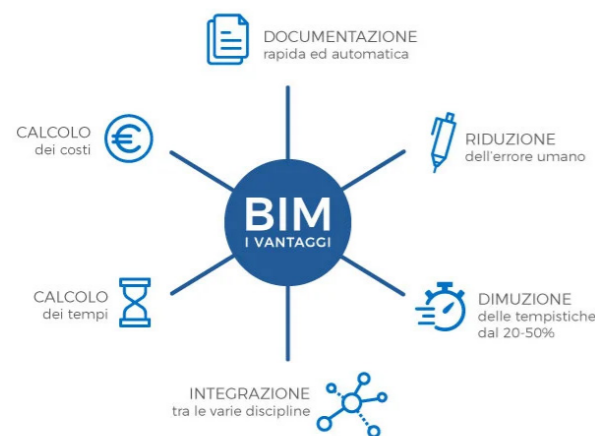 DOCUMENTAZIONE
rapida ed automatica
CALCOLO
dei costi
€
RIDUZIONE
dell'errore umano
BIM
I VANTAGGI
CALCOLO
dei tempi
DIMUZIONE
delle tempistiche
dal 20-50%
INTEGRAZIONE
tra le varie discipline